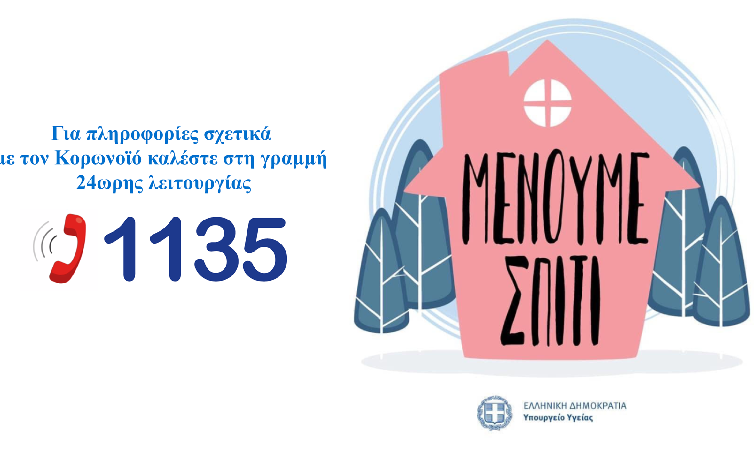 Για πληροφορίες σχετικά
με τον Κορωνοϊό καλέστε στη γραμμή
24ωρης λειτουργίας
1135
ΜΕΝΟΥΜΕ
ΣΠΙΤΙ
ΕΛΛΗΝΙΚΗ ΔΗΜΟΚΡΑΤΙΑ
Υπουργείο Υγείας